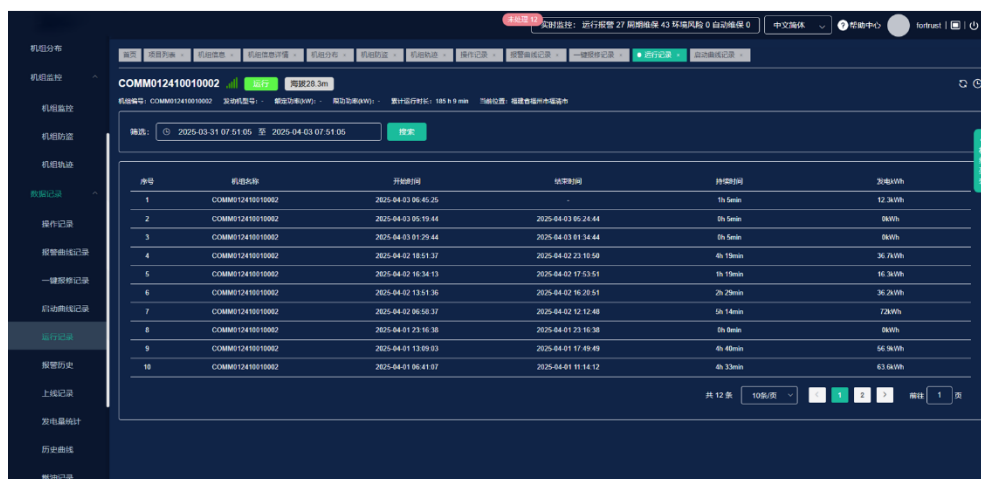 未处理 12
实时监控： 运行报警 27 周期维保 43 环境风险 0 自动维保 0
中文简体
帮助中心
fortrust
机组分布
机组监控
机组监控
机组防盗
机组轨迹
数据记录
操作记录
报警曲线记录
一键报修记录
启动曲线记录
运行记录
报警历史
上线记录
发电量统计
历史曲线
燃油记录
首页 项目列表 机组信息 机组信息详情 机组分布 机组防盗 机组轨迹 操作记录 报警曲线记录 一键报修记录 运行记录 启动曲线记录
COMM012410010002 运行 海拔28.3m
机组编号： COMM012410010002 发动机型号： - 额定功率(kW)： - 限功功率(kW)： - 累计运行时长： 185 h 9 min 当前位置： 福建省福州市福清市
筛选： 2025-03-31 07:51:05 至 2025-04-03 07:51:05 搜索
序号 机组名称 开始时间 结束时间 持续时间 发电kWh
1 COMM012410010002 2025-04-03 06:45:25 - 1h 5min 12.3kWh
2 COMM012410010002 2025-04-03 05:19:44 2025-04-03 05:24:44 0h 5min 0kWh
3 COMM012410010002 2025-04-03 01:29:44 2025-04-03 01:34:44 0h 5min 0kWh
4 COMM012410010002 2025-04-02 18:51:37 2025-04-02 23:10:50 4h 19min 36.7kWh
5 COMM012410010002 2025-04-02 16:34:13 2025-04-02 17:53:51 1h 19min 16.3kWh
6 COMM012410010002 2025-04-02 13:51:36 2025-04-02 16:20:51 2h 29min 36.2kWh
7 COMM012410010002 2025-04-02 06:58:37 2025-04-02 12:12:48 5h 14min 72kWh
8 COMM012410010002 2025-04-01 23:16:38 2025-04-01 23:16:38 0h 0min 0kWh
9 COMM012410010002 2025-04-01 13:09:03 2025-04-01 17:49:49 4h 40min 56.9kWh
10 COMM012410010002 2025-04-01 06:41:07 2025-04-01 11:14:12 4h 33min 63.6kWh
共 12 条 10条/页 1 2 前往 1 页